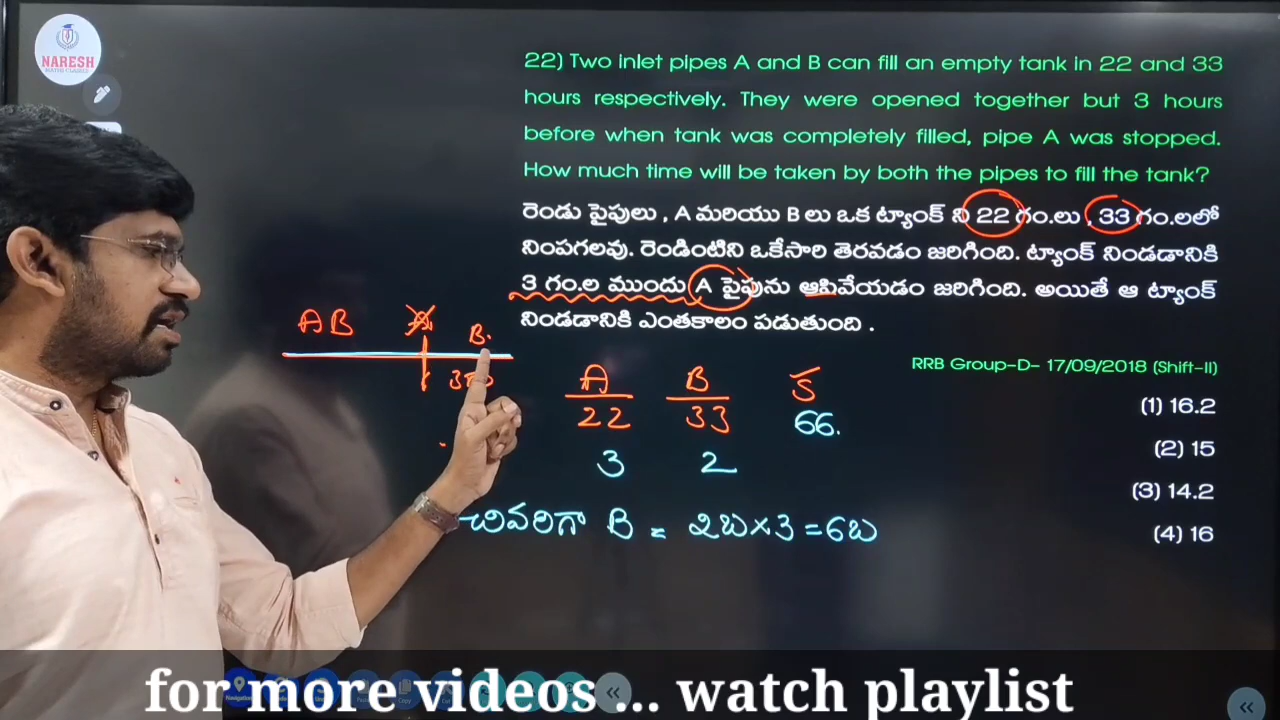 NARESH
MATHS CLASSES
22) Two inlet pipes A and B can fill an empty tank in 22 and 33
hours respectively. They were opened together but 3 hours
before when tank was completely filled, pipe A was stopped.
How much time will be taken by both the pipes to fill the tank?
రెండు పైపులు , A మరియు B లు ఒక ట్యాంక్ ని 22 గం.లు , 33 గం.లలో
నింపగలవు. రెండింటిని ఒకేసారి తెరవడం జరిగింది. ట్యాంక్ నిండడానికి
3 గం.ల ముందు A పైపును ఆపివేయడం జరిగింది. అయితే ఆ ట్యాంక్
నిండడానికి ఎంతకాలం పడుతుంది .
RRB Group-D- 17/09/2018 (Shift-II)
(1) 16.2
(2) 15
(3) 14.2
(4) 16
AB A B.
A B
22 33 66.
3 2
చివరిగా B = 2బ×3=6బ
for more videos ... watch playlist